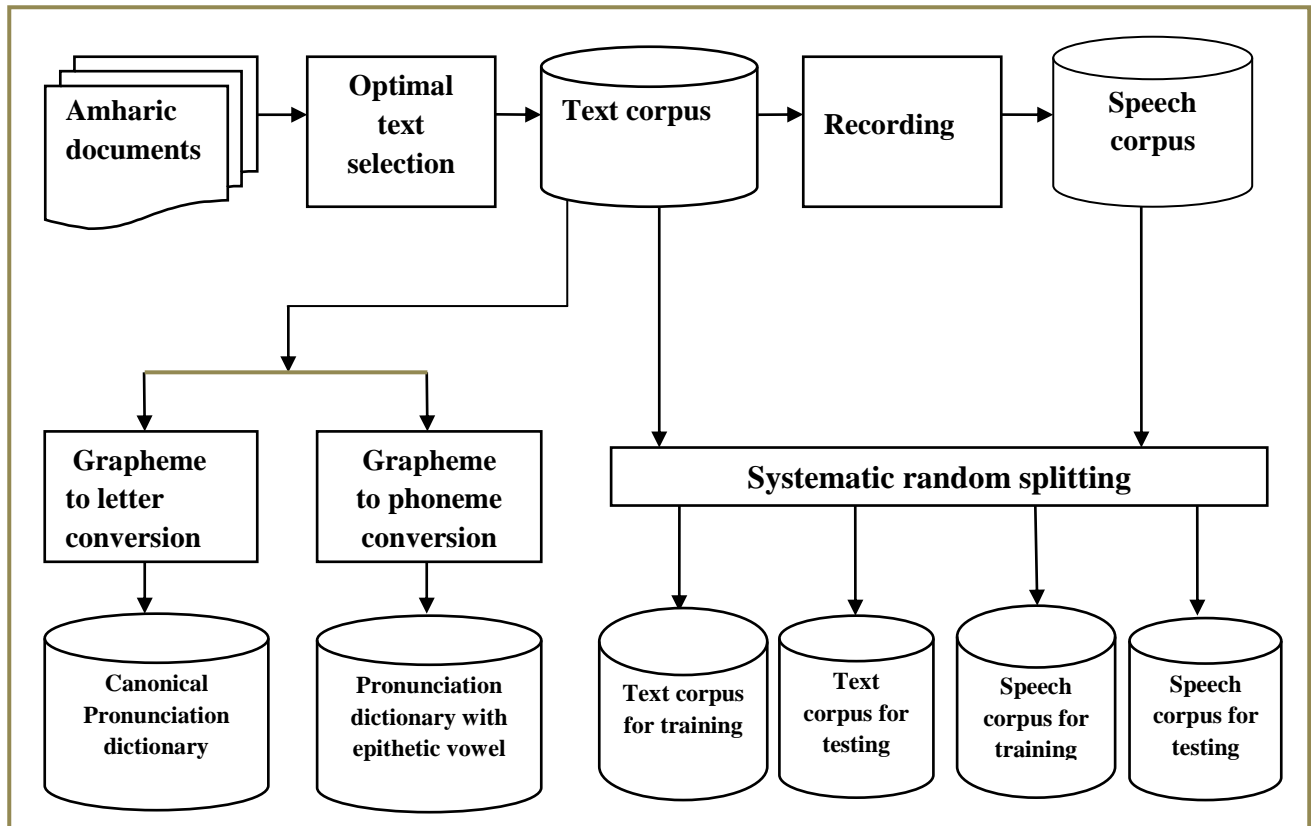 Amharic
documents
Optimal
text
selection
Text corpus
Recording
Speech
corpus
Grapheme
to letter
conversion
Grapheme
to phoneme
conversion
Systematic random splitting
Canonical
Pronunciation
dictionary
Pronunciation
dictionary with
epithetic vowel
Text corpus
for training
Text
corpus for
testing
Speech
corpus for
training
Speech
corpus for
testing